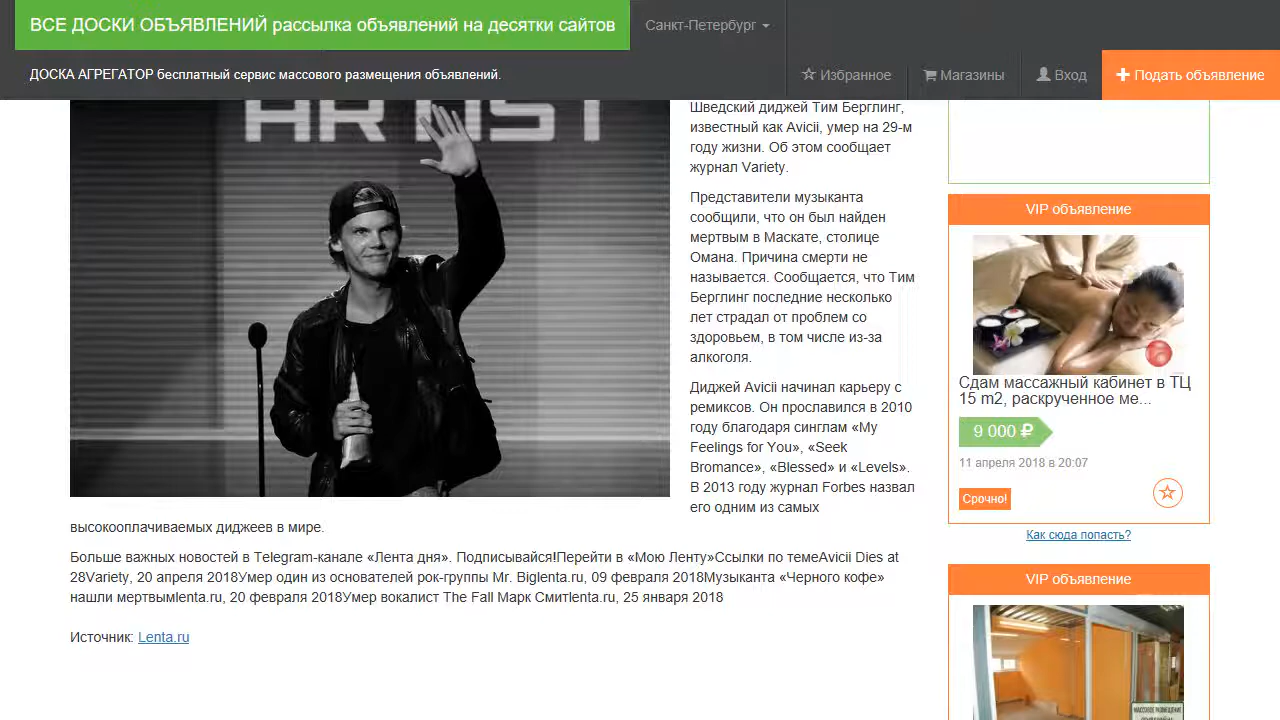 ВСЕ ДОСКИ ОБЪЯВЛЕНИЙ рассылка объявлений на десятки сайтов
Санкт-Петербург
ДОСКА АГРЕГАТОР бесплатный сервис массового размещения объявлений.
Избранное
Магазины
Вход
Подать объявление
ARTIST
Шведский диджей Тим Берглинг,
известный как Avicii, умер на 29-м
году жизни. Об этом сообщает
журнал Variety.
Представители музыканта
сообщили, что он был найден
мертвым в Маскате, столице
Омана. Причина смерти не
называется. Сообщается, что Тим
Берглинг последние несколько
лет страдал от проблем со
здоровьем, в том числе из-за
алкоголя.
Диджей Avicii начинал карьеру с
ремиксов. Он прославился в 2010
году благодаря синглам «My
Feelings for You», «Seek
Bromance», «Blessed» и «Levels».
В 2013 году журнал Forbes назвал
его одним из самых
высокооплачиваемых диджеев в мире.
Больше важных новостей в Telegram-канале «Лента дня». Подписывайся!Перейти в «Мою Ленту»Ссылки по темеAvicii Dies at
28Variety, 20 апреля 2018Умер один из основателей рок-группы Mr. Biglenta.ru, 09 февраля 2018Музыканта «Черного кофе»
нашли мертвымlenta.ru, 20 февраля 2018Умер вокалист The Fall Марк Смитlenta.ru, 25 января 2018
Источник: Lenta.ru
VIP объявление
Сдам массажный кабинет в ТЦ
15 m2, раскрученное ме...
9 000 ₽
11 апреля 2018 в 20:07
Срочно!
Как сюда попасть?
VIP объявление
МАССОВОЕ РАЗМЕЩЕНИЕ